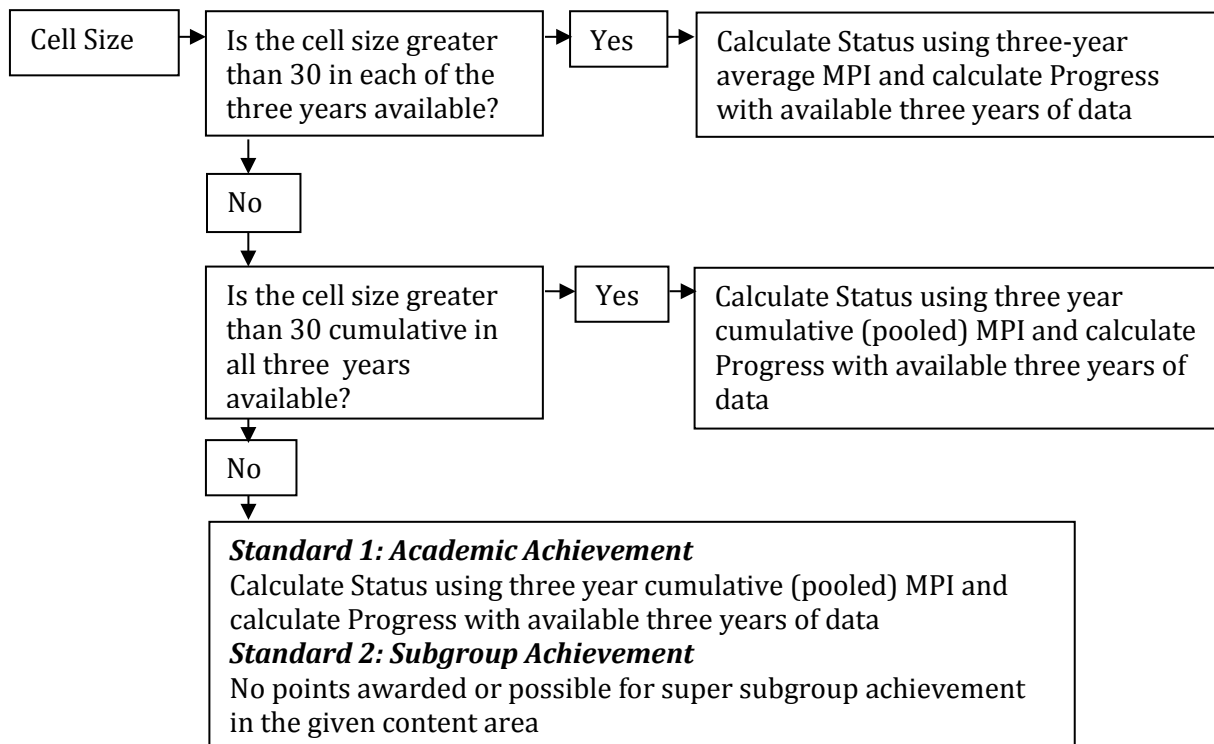 Cell Size
Is the cell size greater
than 30 in each of the
three years available?
Yes
Calculate Status using three-year
average MPI and calculate Progress
with available three years of data
No
Is the cell size greater
than 30 cumulative in
all three years
available?
Yes
Calculate Status using three year
cumulative (pooled) MPI and calculate
Progress with available three years of
data
No
Standard 1: Academic Achievement
Calculate Status using three year cumulative (pooled) MPI and
calculate Progress with available three years of data
Standard 2: Subgroup Achievement
No points awarded or possible for super subgroup achievement
in the given content area